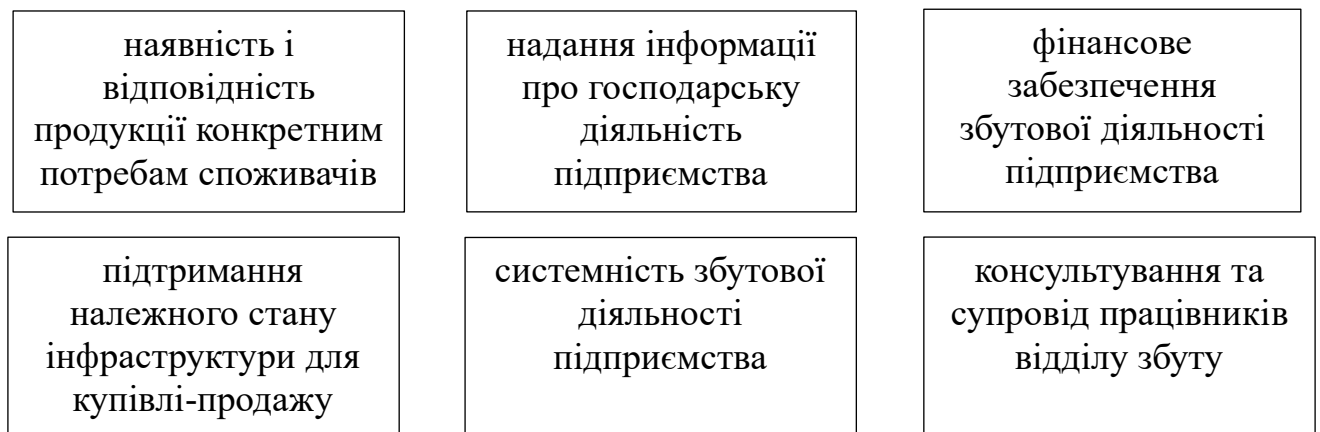 наявність і
відповідність
продукції конкретним
потребам споживачів
надання інформації
про господарську
діяльність
підприємства
фінансове
забезпечення
збутової діяльності
підприємства
підтримання
належного стану
інфраструктури для
купівлі-продажу
системність збутової
діяльності
підприємства
консультування та
супровід працівників
відділу збуту